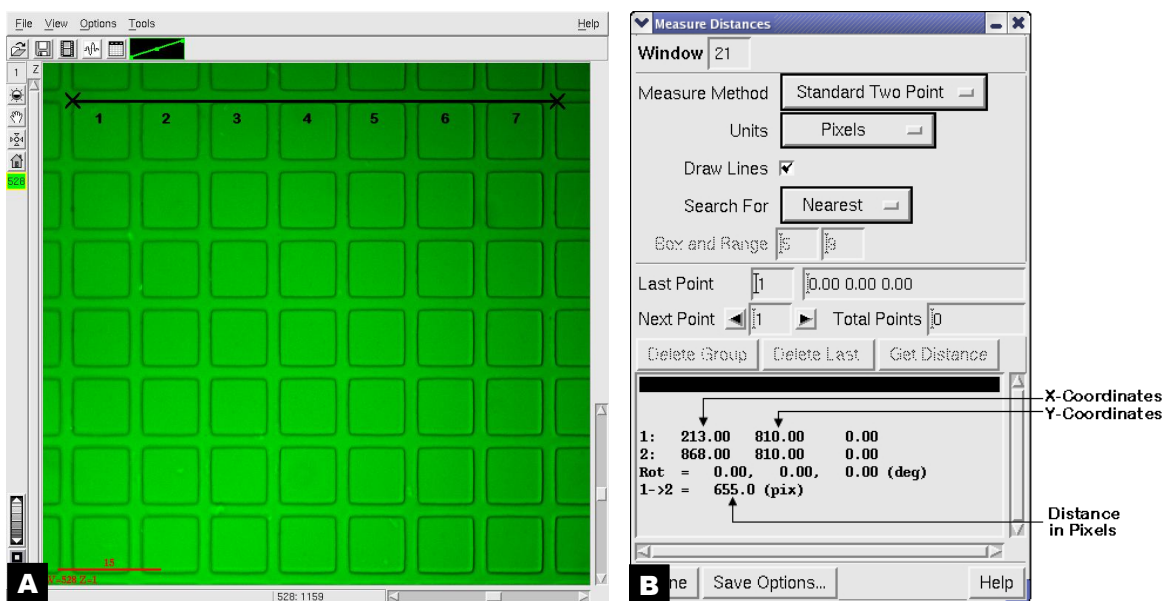 File View Options Tools Help
1 Z
528
1 2 3 4 5 6 7
15
V=528 Z=1
528: 1159
A
Measure Distances
Window 21
Measure Method Standard Two Point
Units Pixels
Draw Lines
Search For Nearest
Box and Range 5 9
Last Point 1 0.00 0.00 0.00
Next Point 1 Total Points 0
Delete Group Delete Last Get Distance
X-Coordinates
Y-Coordinates
1: 213.00 810.00 0.00
2: 868.00 810.00 0.00
Rot = 0.00, 0.00, 0.00 (deg)
1->2 = 655.0 (pix)
Distance
in Pixels
B
ne Save Options... Help